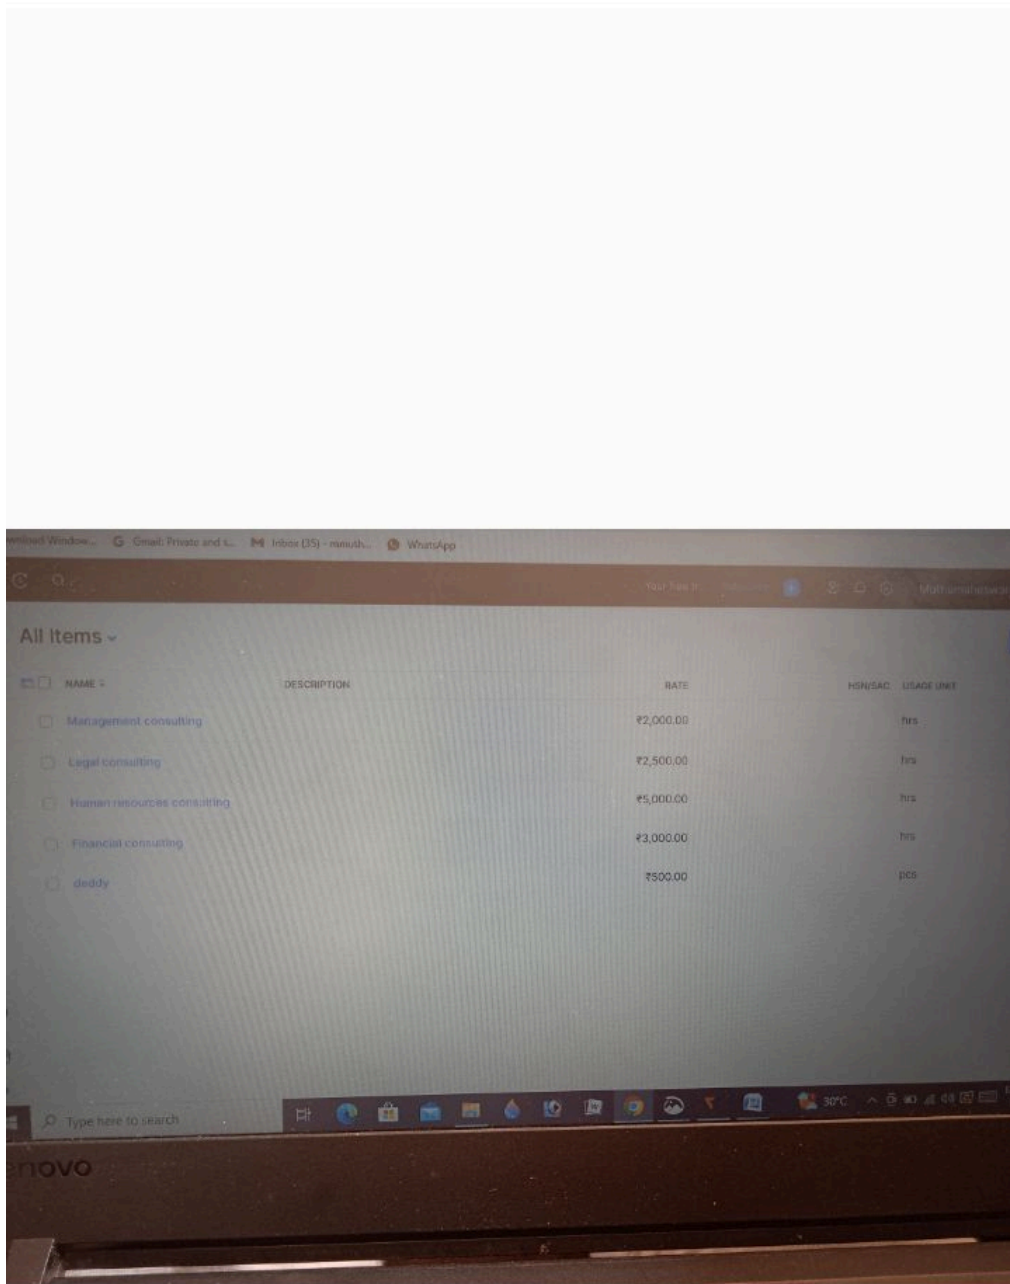 Gmail: Private and s...
Inbox (35) - mmuth...
WhatsApp
All Items
NAME
DESCRIPTION
RATE
HSN/SAC
USAGE UNIT
Management consulting
₹2,000.00
hrs
Legal consulting
₹2,500.00
hrs
Human resources consulting
₹5,000.00
hrs
Financial consulting
₹3,000.00
hrs
deddy
₹500.00
pcs
Type here to search
30°C
novo